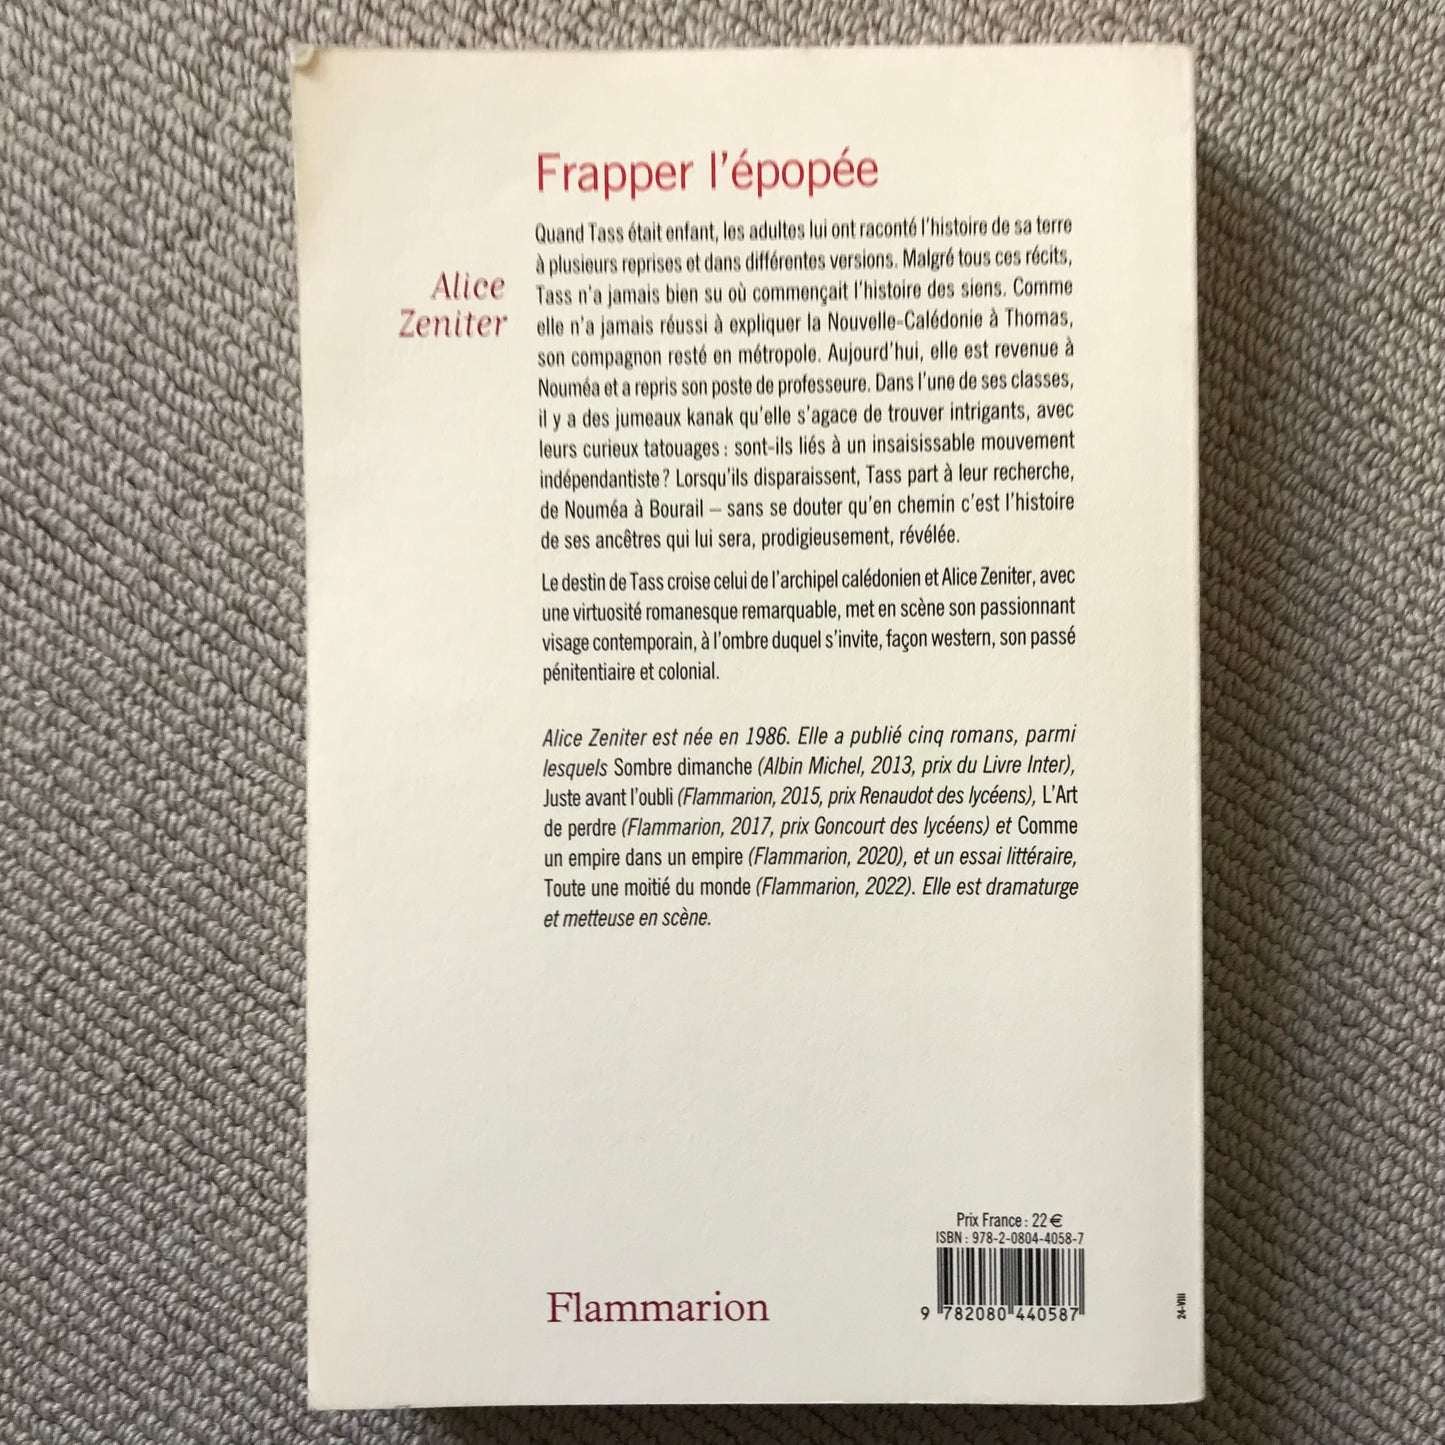 Frapper l'épopée
Alice
Zeniter
Quand Tass était enfant, les adultes lui ont raconté l'histoire de sa terre
à plusieurs reprises et dans différentes versions. Malgré tous ces récits,
Tass n'a jamais bien su où commençait l'histoire des siens. Comme
elle n'a jamais réussi à expliquer la Nouvelle-Calédonie à Thomas,
son compagnon resté en métropole. Aujourd'hui, elle est revenue à
Nouméa et a repris son poste de professeure. Dans l'une de ses classes,
il y a des jumeaux kanak qu'elle s'agace de trouver intrigants, avec
leurs curieux tatouages : sont-ils liés à un insaisissable mouvement
indépendantiste ? Lorsqu'ils disparaissent, Tass part à leur recherche,
de Nouméa à Bourail – sans se douter qu'en chemin c'est l'histoire
de ses ancêtres qui lui sera, prodigieusement, révélée.
Le destin de Tass croise celui de l'archipel calédonien et Alice Zeniter, avec
une virtuosité romanesque remarquable, met en scène son passionnant
visage contemporain, à l'ombre duquel s'invite, façon western, son passé
pénitentiaire et colonial.
Alice Zeniter est née en 1986. Elle a publié cinq romans, parmi
lesquels Sombre dimanche (Albin Michel, 2013, prix du Livre Inter),
Juste avant l'oubli (Flammarion, 2015, prix Renaudot des lycéens), L'Art
de perdre (Flammarion, 2017, prix Goncourt des lycéens) et Comme
un empire dans un empire (Flammarion, 2020), et un essai littéraire,
Toute une moitié du monde (Flammarion, 2022). Elle est dramaturge
et metteuse en scène.
Prix France : 22 €
ISBN : 978-2-0804-4058-7
9 782080 440587
24-VIII
Flammarion